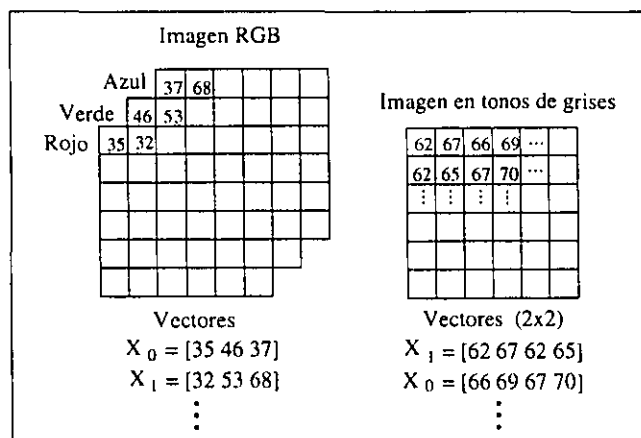 Imagen RGB
Azul 37 68
Verde 46 53
Rojo 35 32
Imagen en tonos de grises
62 67 66 69 ...
62 65 67 70 ...
Vectores
X 0 = [35 46 37]
X 1 = [32 53 68]
Vectores (2x2)
X 1 = [62 67 62 65]
X 0 = [66 69 67 70]